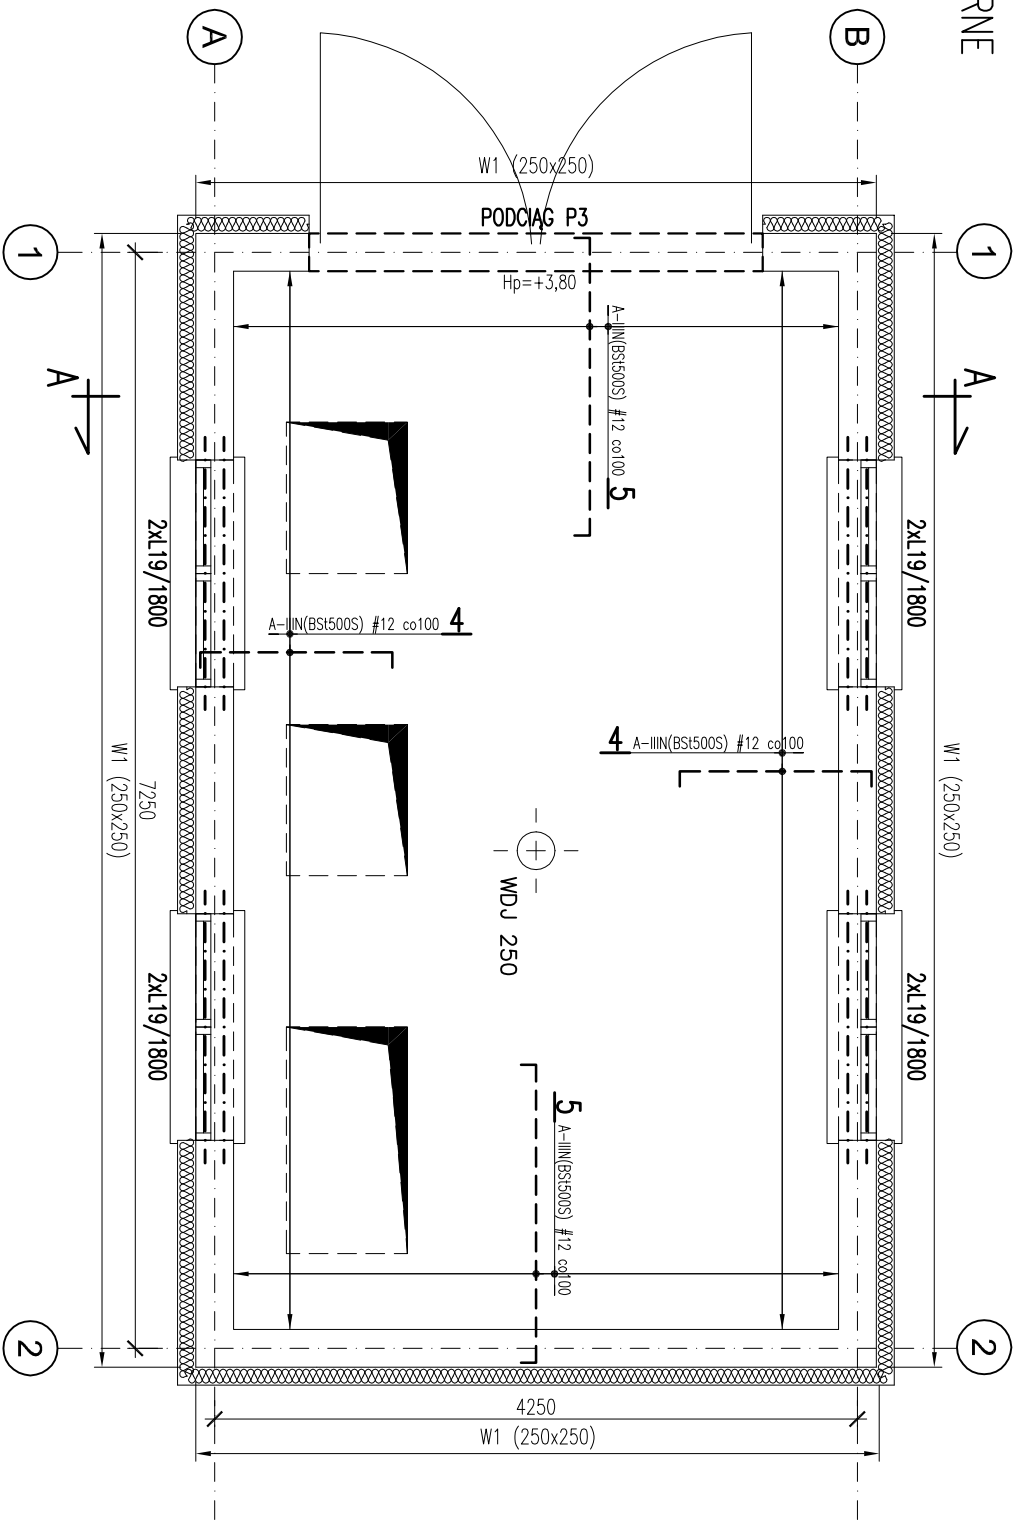 RNE
A
B
W1 (250x250)
PODCIAG P3
Hp=+3,80
1
1
A
A
A-IIIN(BSt500S) #12 co100
5
2xL19/1800
2xL19/1800
A-IIIN(BSt500S) #12 co100
4
4
A-IIIN(BSt500S) #12 co100
W1 (250x250)
7250
W1 (250x250)
WDJ 250
2xL19/1800
2xL19/1800
5
A-IIIN(BSt500S) #12 co100
2
2
4250
W1 (250x250)